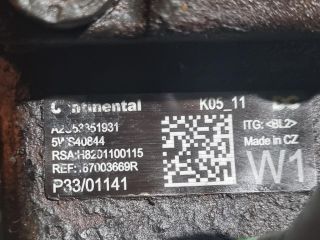 Continental K05_11
A2C53351931 ITG: <BL2>
5WS40844 Made in CZ
RSA:H8201100115
REF: 167003669R W1
P33/01141